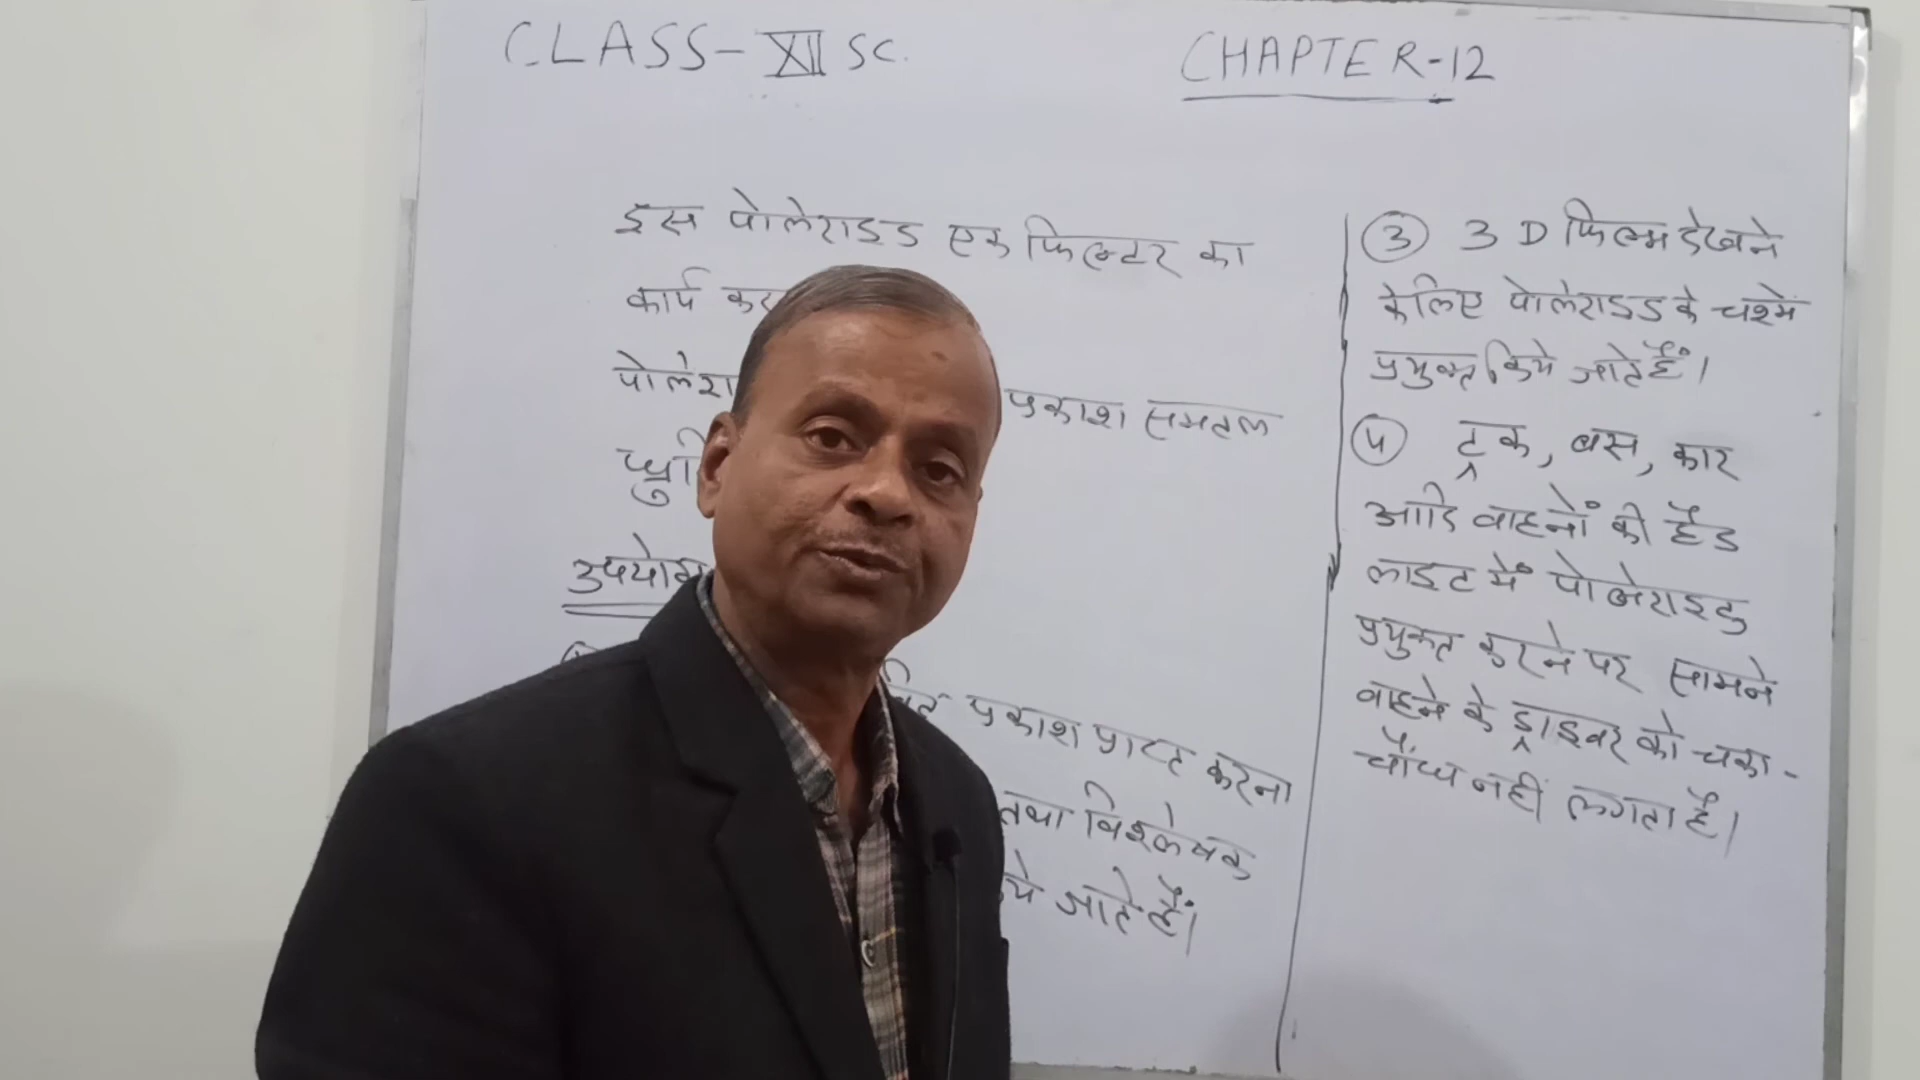 CLASS-XII SC.
CHAPTER-12
इस पोलेराइड एक फिल्टर का
कार्य
प्रकाश समतल
उपयोग
प्रकाश प्राप्त करना
तथा विश्लेषक
जाते हैं।
3 3 D फिल्म देखने
के लिए पोलेराइड के चश्में
प्रयुक्त किये जाते हैं।
4 ट्रक, बस, कार
आदि वाहनों की हैड
लाइट में पोलेराइड
प्रयुक्त करने पर सामने
वाहने के ड्राइवर को चका-
चौंध नहीं लगता है।